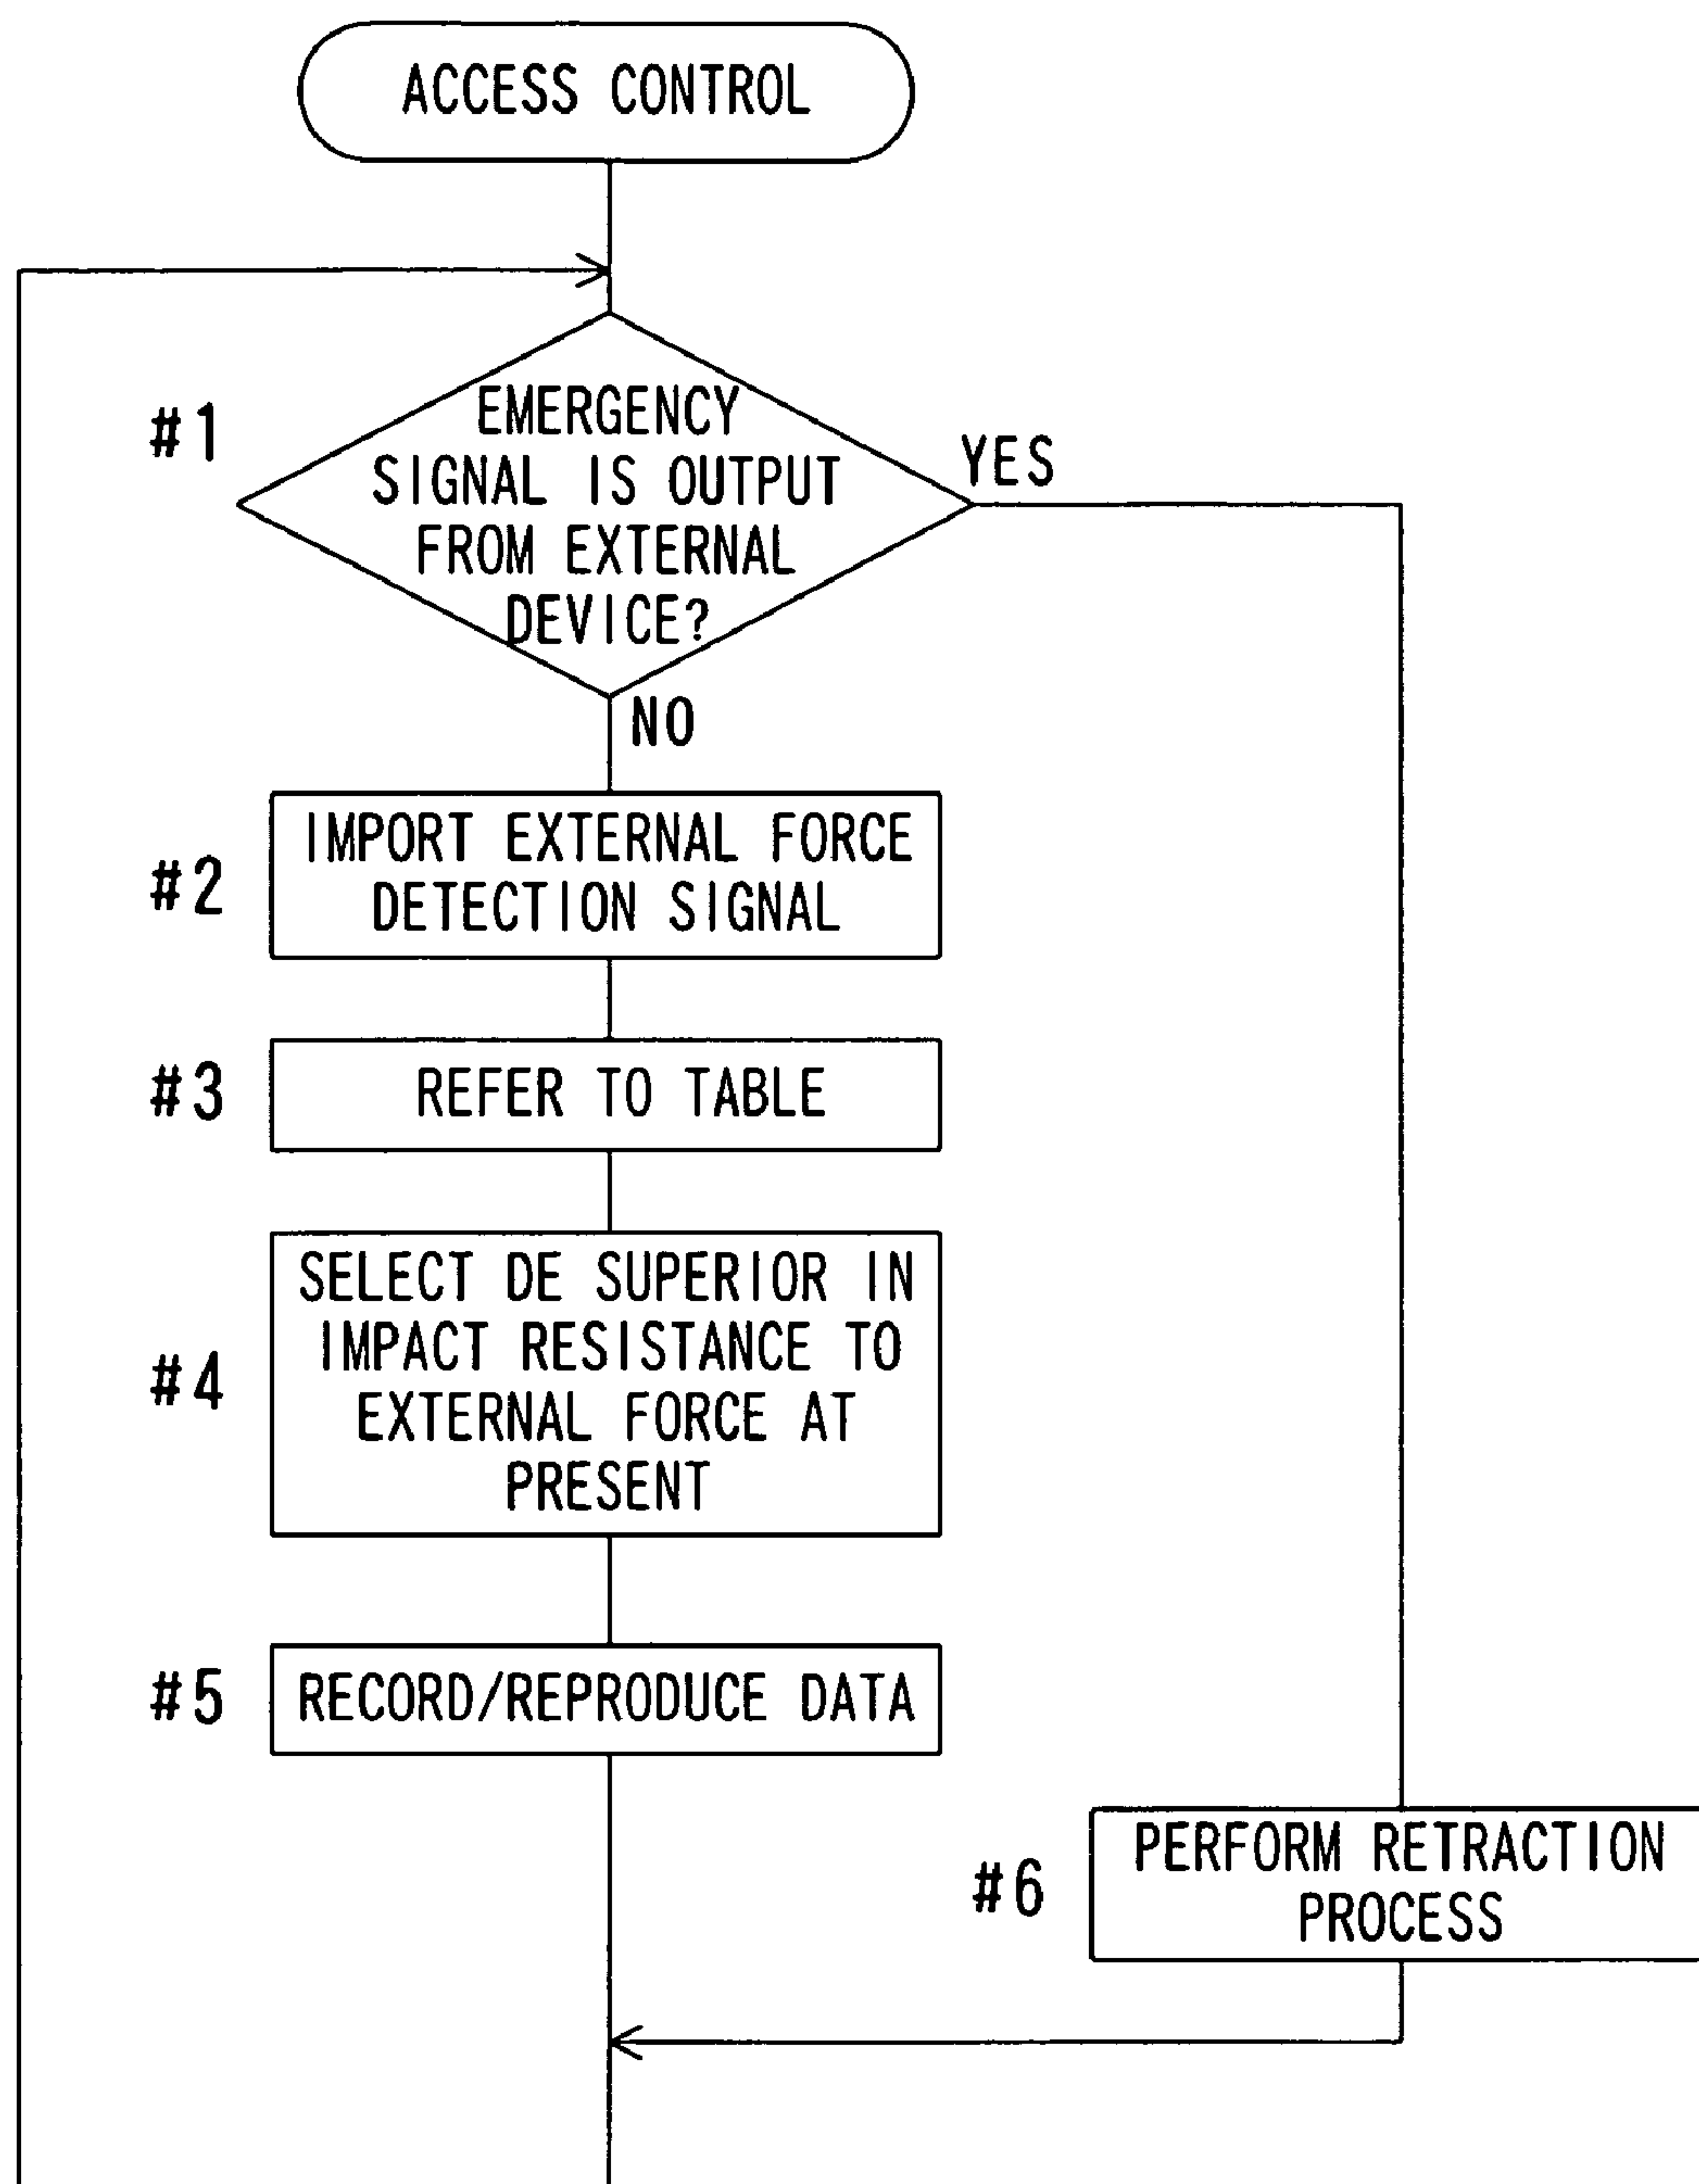 ACCESS CONTROL
#1
EMERGENCY
SIGNAL IS OUTPUT
FROM EXTERNAL
DEVICE?
YES
NO
#2
IMPORT EXTERNAL FORCE
DETECTION SIGNAL
#3
REFER TO TABLE
#4
SELECT DE SUPERIOR IN
IMPACT RESISTANCE TO
EXTERNAL FORCE AT
PRESENT
#5
RECORD/REPRODUCE DATA
#6
PERFORM RETRACTION
PROCESS